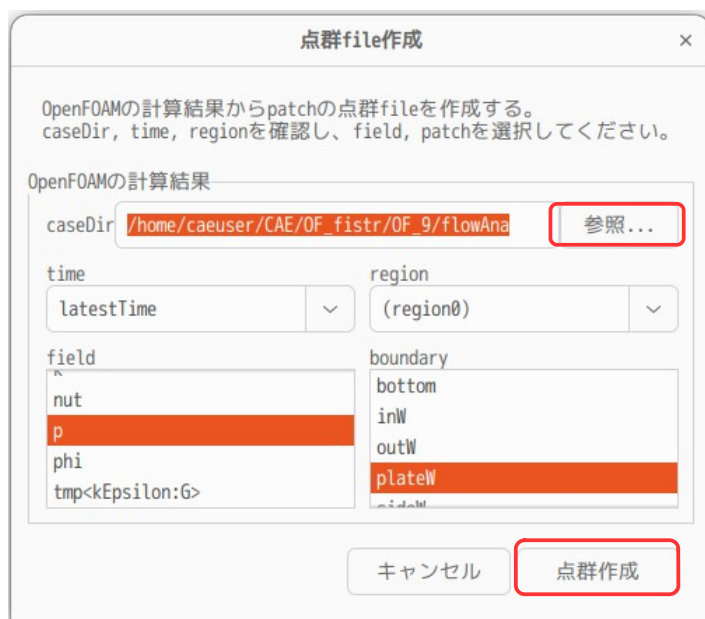 点群file作成
×
OpenFOAMの計算結果からpatchの点群fileを作成する。
caseDir, time, regionを確認し、field, patchを選択してください。
OpenFOAMの計算結果
caseDir /home/caeuser/CAE/OF_fistr/OF_9/flowAna 参照...
time region
latestTime (region0)
field boundary
nut
bottom
p
inW
phi
outW
tmp<kEpsilon:G>
plateW
キャンセル 点群作成